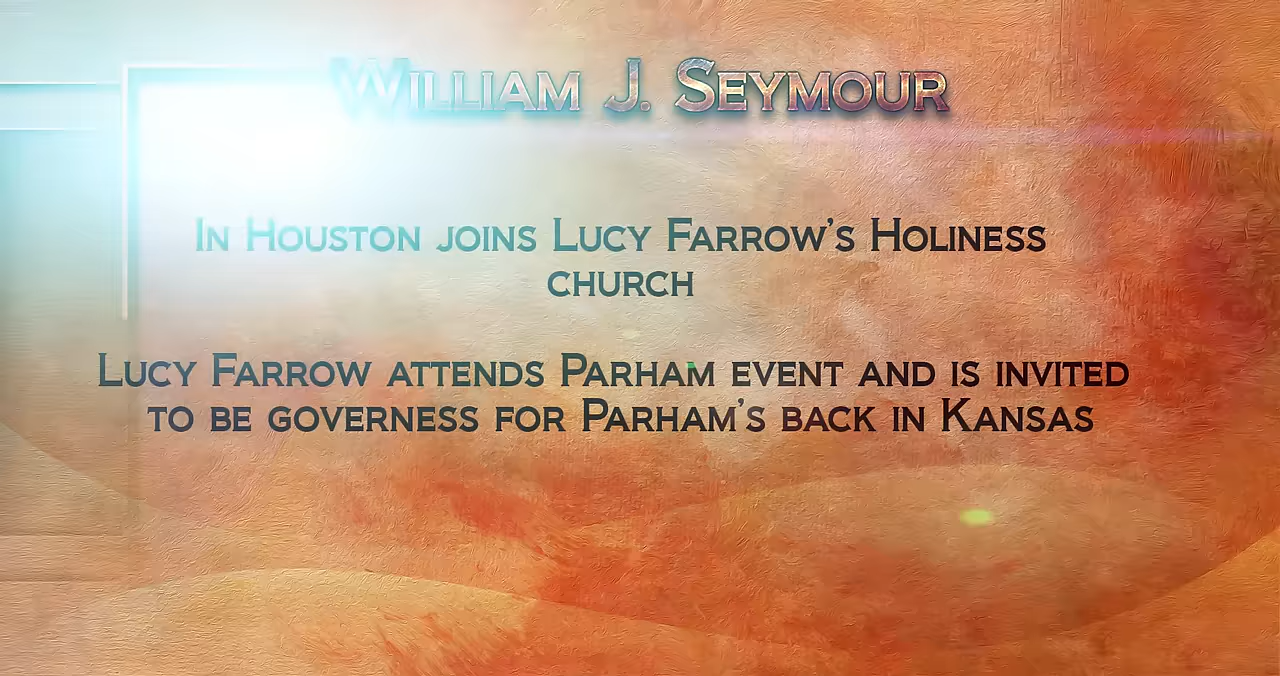 William J. Seymour
In Houston joins Lucy Farrow's Holiness
church
Lucy Farrow attends Parham event and is invited
to be governess for Parham's back in Kansas